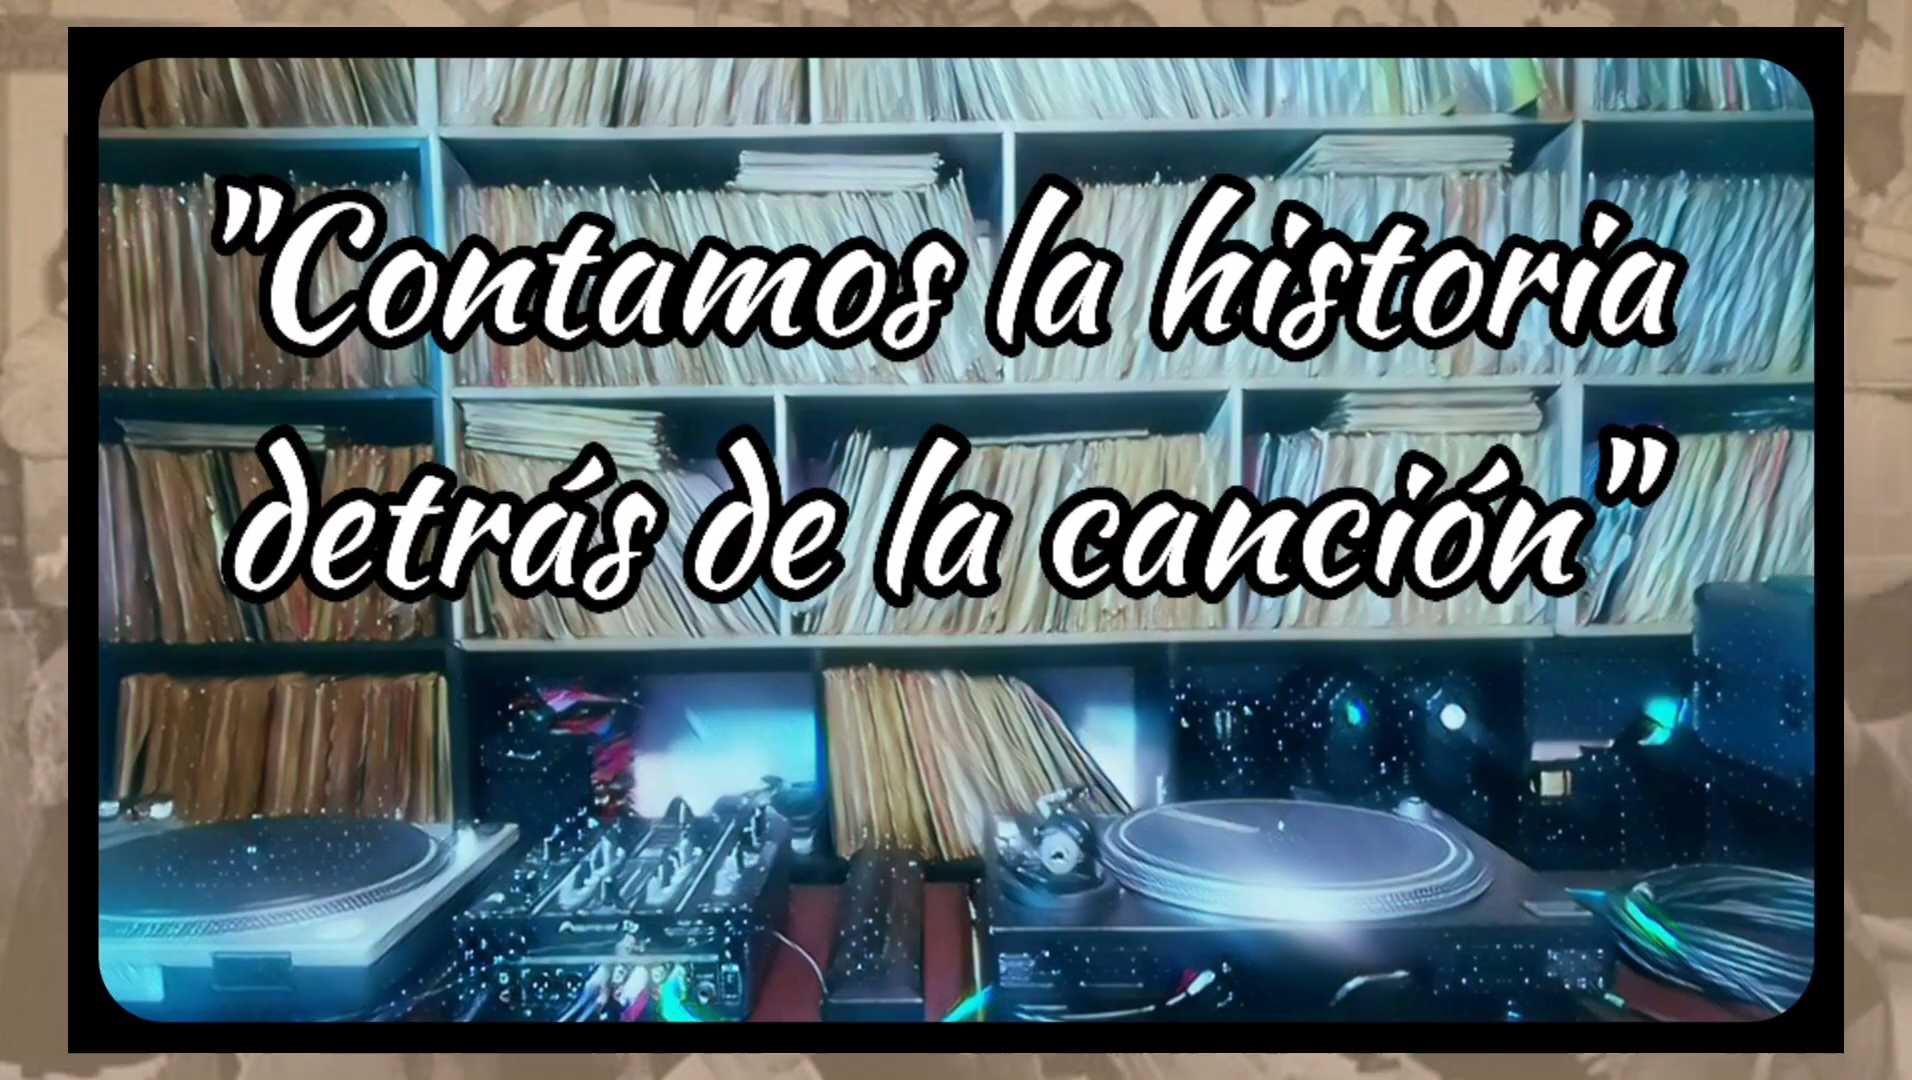 "Contamos la historia
detrás de la canción"